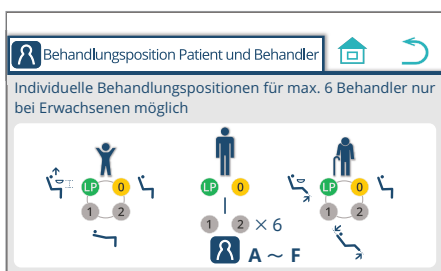 Behandlungsposition Patient und Behandler
Individuelle Behandlungspositionen für max. 6 Behandler nur
bei Erwachsenen möglich
LP 0 LP 0 LP 0
1 2 1 2 × 6 1 2
A ~ F